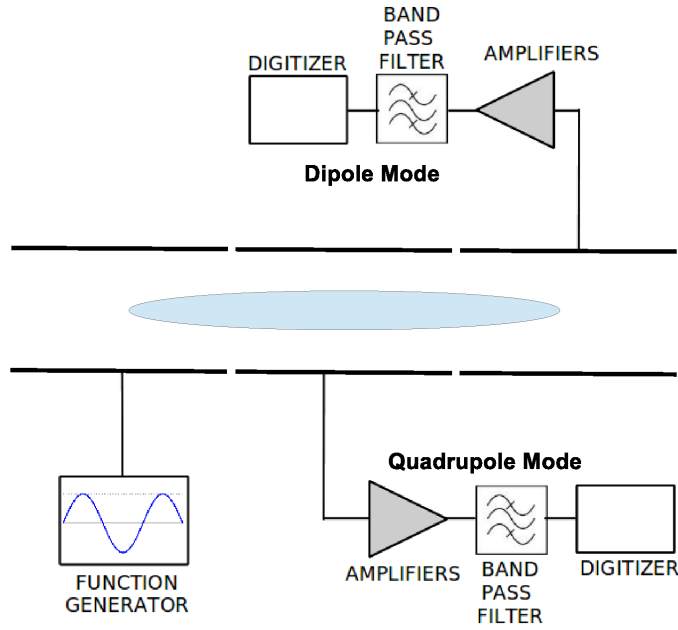 BAND
PASS
FILTER
DIGITIZER
AMPLIFIERS
Dipole Mode
Quadrupole Mode
FUNCTION
GENERATOR
AMPLIFIERS
BAND
PASS
FILTER
DIGITIZER